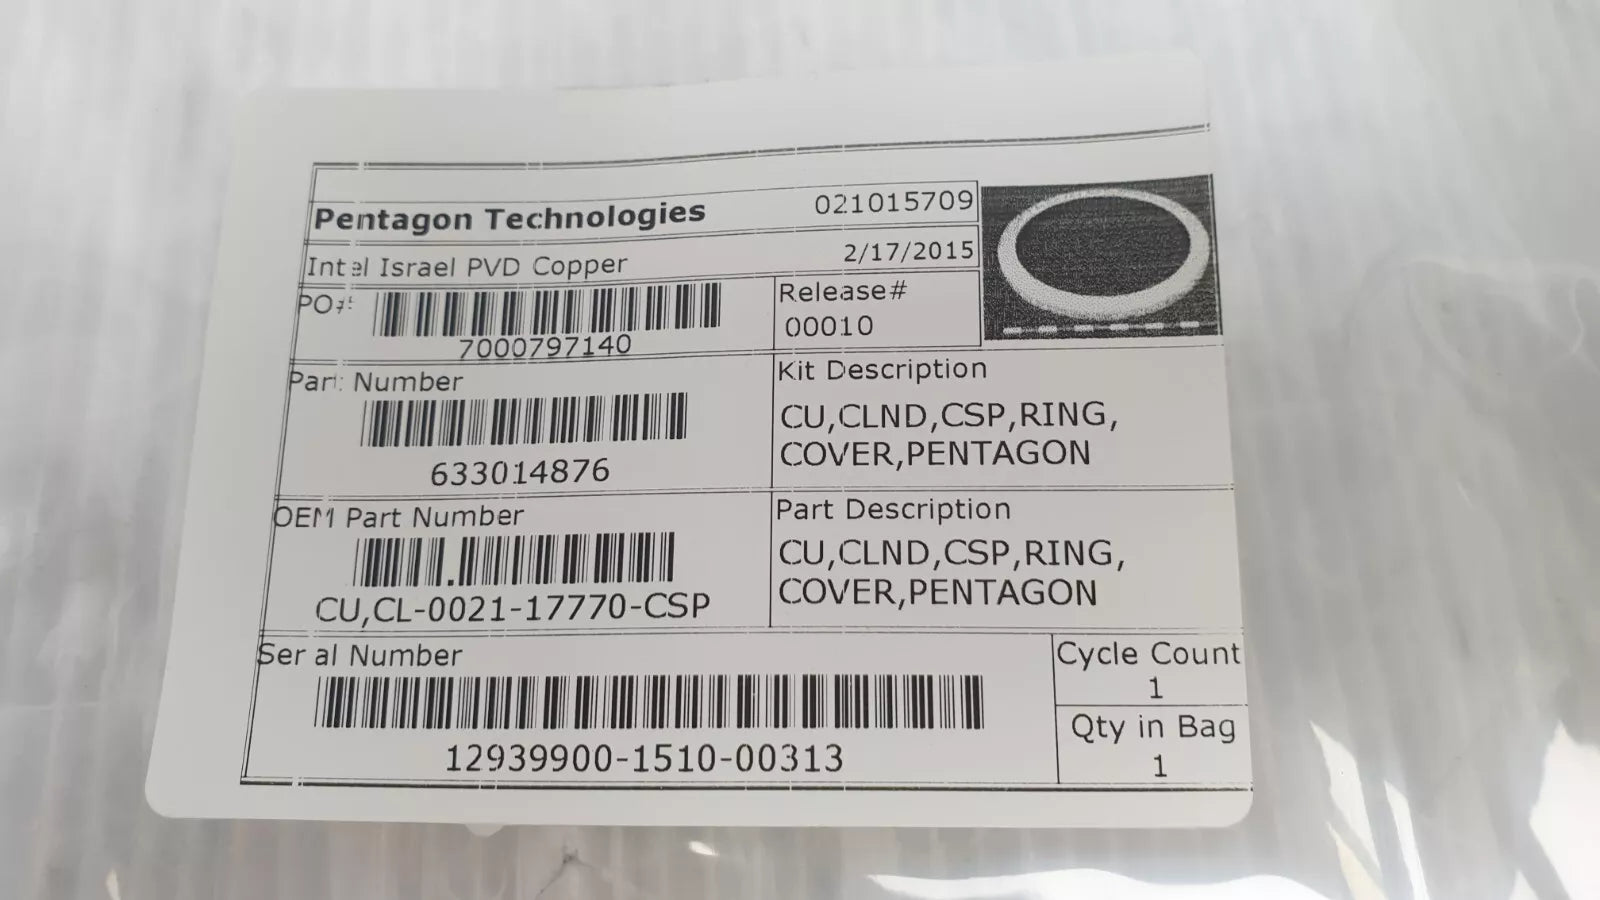 Pentagon Technologies 021015709
Intel Israel PVD Copper 2/17/2015
PO#
7000797140
Release#
00010
Part Number
633014876
Kit Description
CU,CLND,CSP,RING,
COVER,PENTAGON
OEM Part Number
CU,CL-0021-17770-CSP
Part Description
CU,CLND,CSP,RING,
COVER,PENTAGON
Serial Number
12939900-1510-00313
Cycle Count
1
Qty in Bag
1